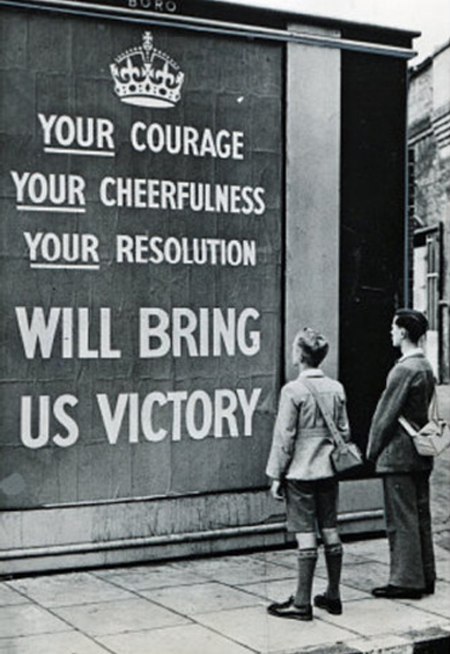 BORO
YOUR COURAGE
YOUR CHEERFULNESS
YOUR RESOLUTION
WILL BRING
US VICTORY